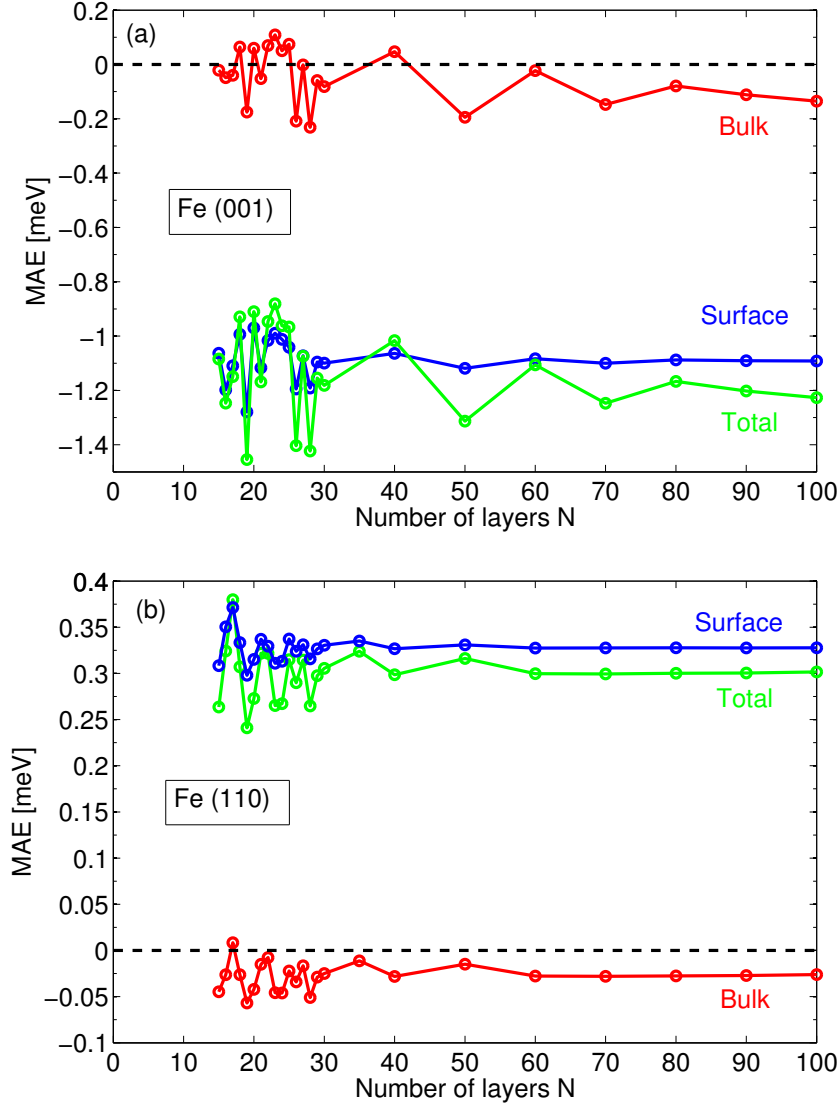 (a)
0.2
0
−0.2
−0.4
−0.6
−0.8
−1
−1.2
−1.4
MAE [meV]
Bulk
Fe (001)
Surface
Total
0 10 20 30 40 50 60 70 80 90 100
Number of layers N
(b)
0.4
0.35
0.3
0.25
0.2
0.15
0.1
0.05
0
−0.05
−0.1
MAE [meV]
Surface
Total
Fe (110)
Bulk
0 10 20 30 40 50 60 70 80 90 100
Number of layers N